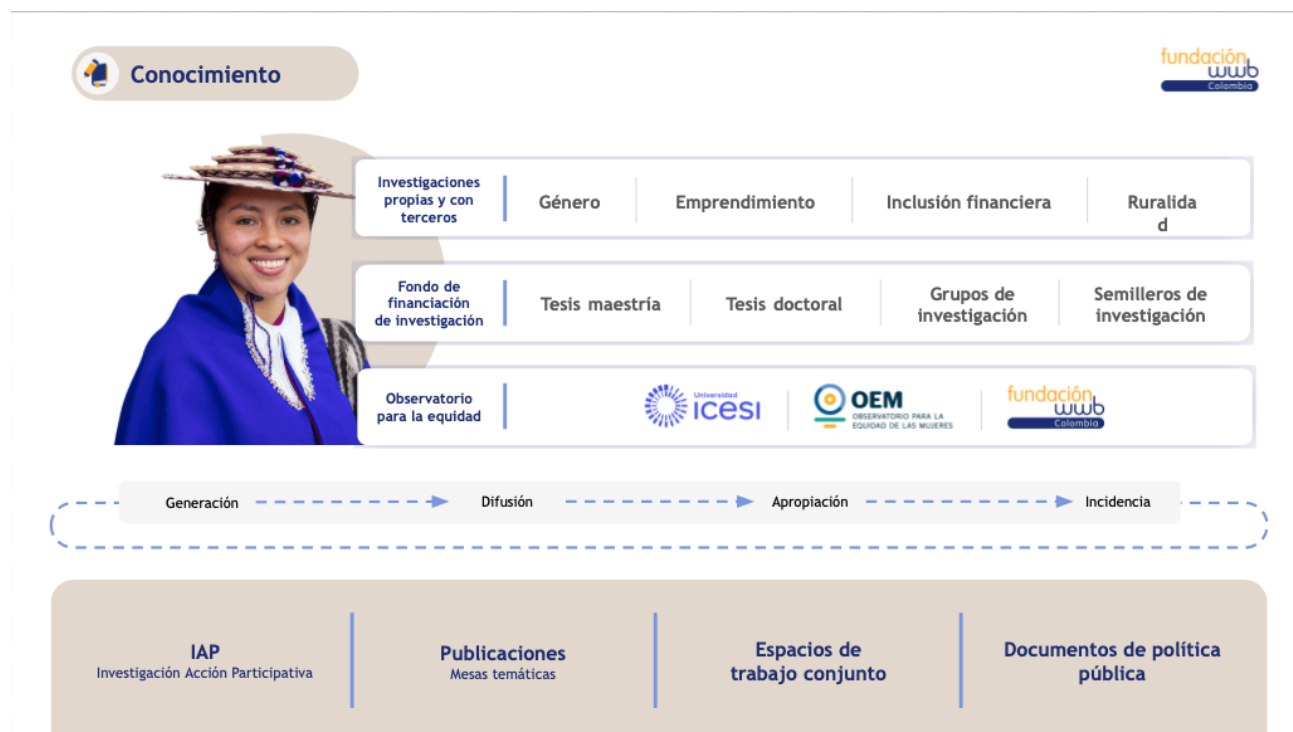 Conocimiento
fundación
wwb
Colombia
Investigaciones
propias y con
terceros
Género
Emprendimiento
Inclusión financiera
Ruralida
d
Fondo de
financiación
de investigación
Tesis maestría
Tesis doctoral
Grupos de
investigación
Semilleros de
investigación
Observatorio
para la equidad
Universidad
icesi
OEM
OBSERVATORIO PARA LA
EQUIDAD DE LAS MUJERES
fundación
wwb
Colombia
Generación
Difusión
Apropiación
Incidencia
IAP
Investigación Acción Participativa
Publicaciones
Mesas temáticas
Espacios de
trabajo conjunto
Documentos de política
pública